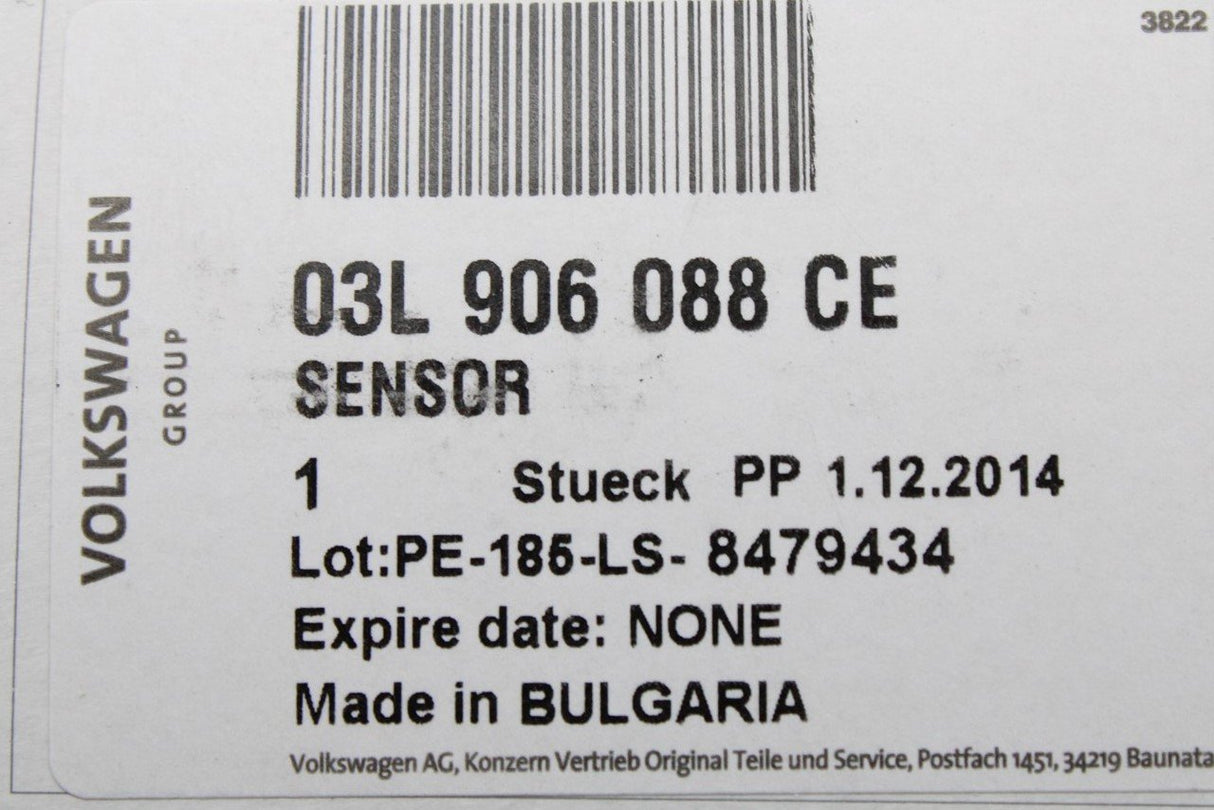 3822
VOLKSWAGEN
GROUP
03L 906 088 CE
SENSOR
1 Stueck PP 1.12.2014
Lot:PE-185-LS- 8479434
Expire date: NONE
Made in BULGARIA
Volkswagen AG, Konzern Vertrieb Original Teile und Service, Postfach 1451, 34219 Baunata